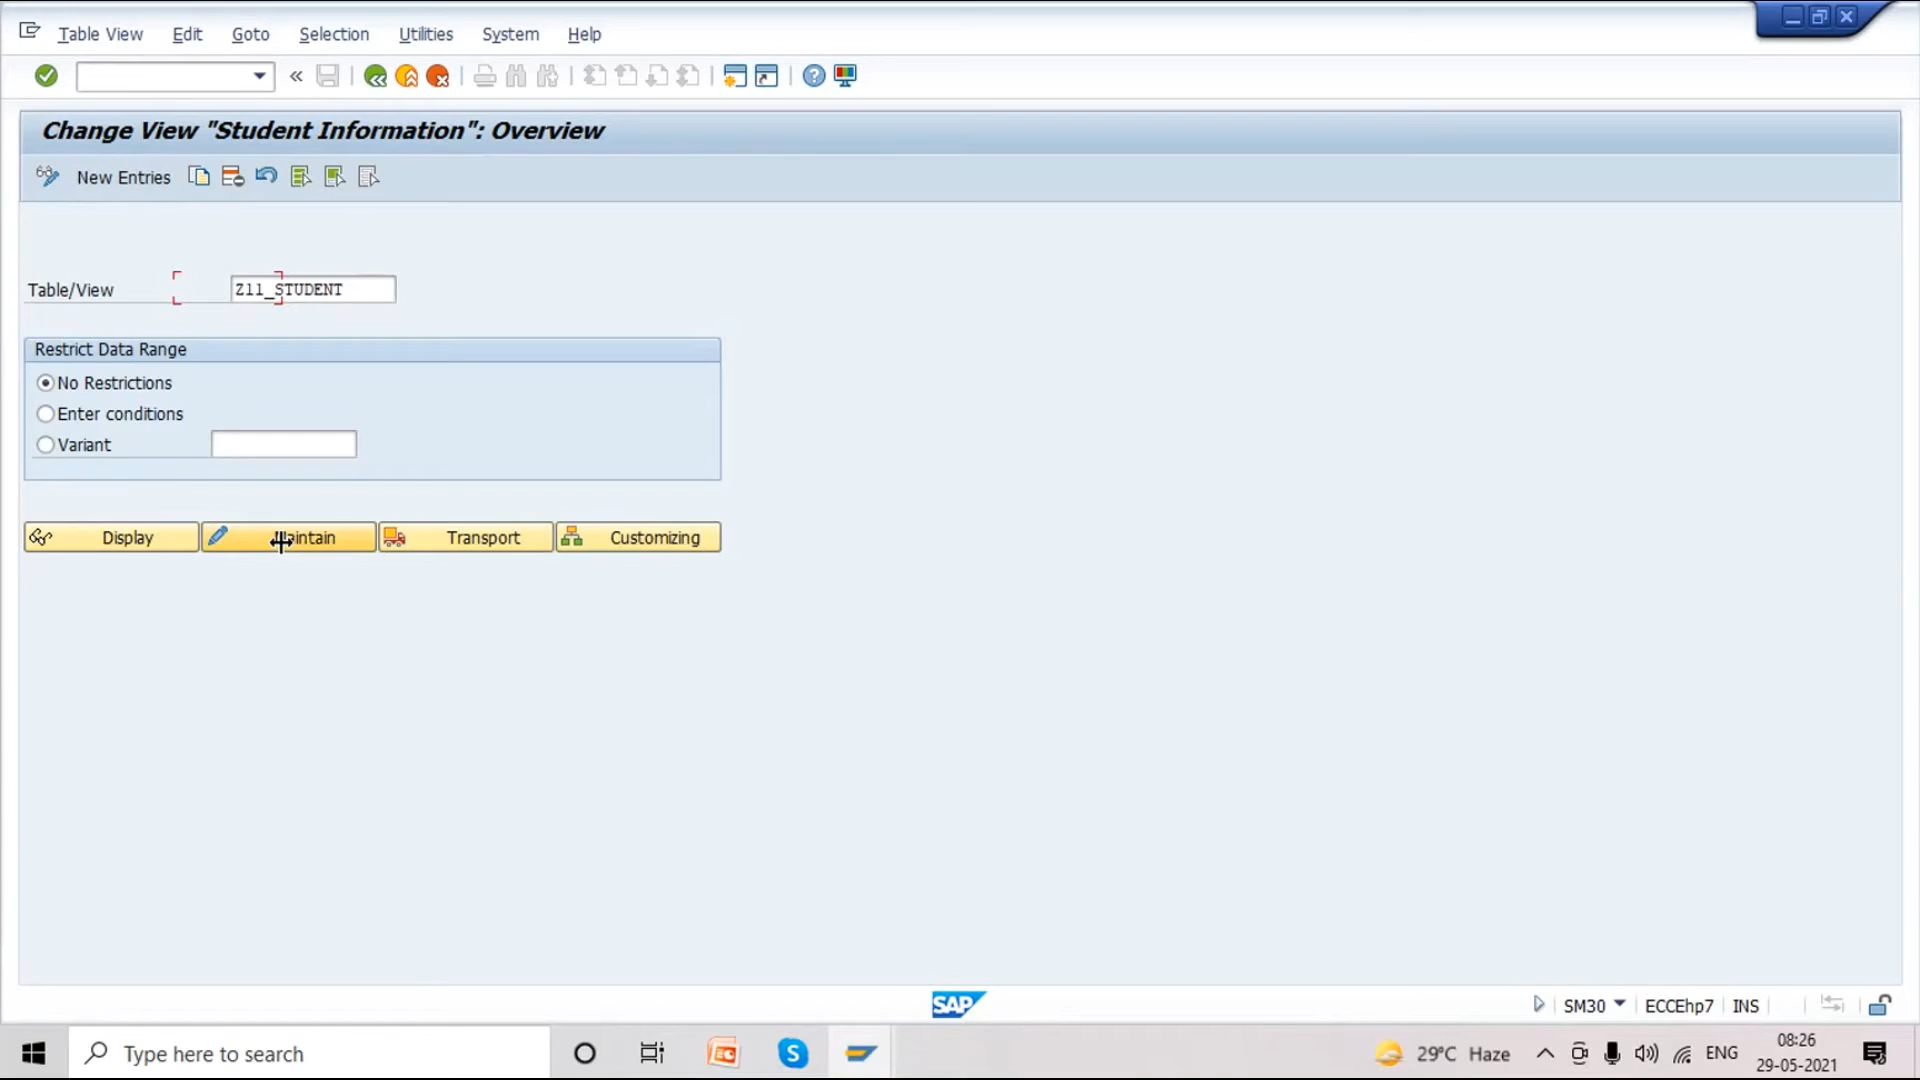 Table View Edit Goto Selection Utilities System Help
Change View "Student Information": Overview
New Entries
Table/View Z11_STUDENT
Restrict Data Range
No Restrictions
Enter conditions
Variant
Display Maintain Transport Customizing
SAP SM30 ECCEhp7 INS
Type here to search 29°C Haze ENG 08:26
29-05-2021